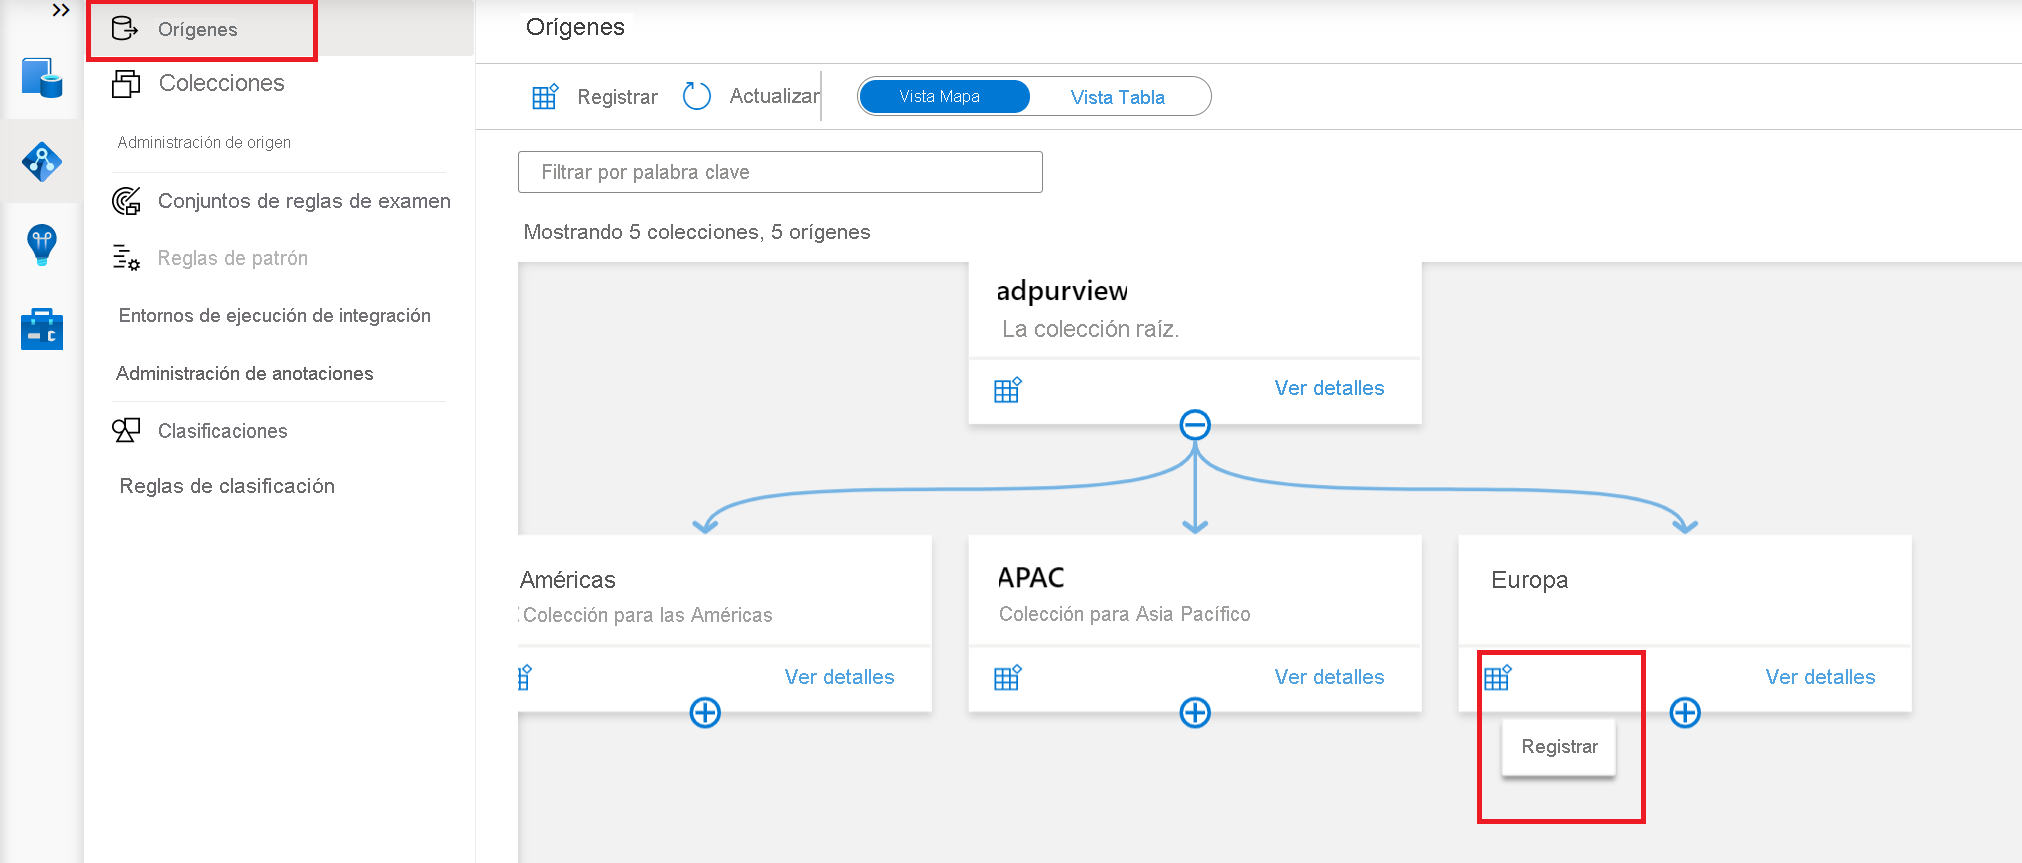 Orígenes
Colecciones
Administración de origen
Conjuntos de reglas de examen
Reglas de patrón
Entornos de ejecución de integración
Administración de anotaciones
Clasificaciones
Reglas de clasificación
Orígenes
Registrar
Actualizar
Vista Mapa
Vista Tabla
Filtrar por palabra clave
Mostrando 5 colecciones, 5 orígenes
adpurview
La colección raíz.
Ver detalles
Américas
Colección para las Américas
Ver detalles
APAC
Colección para Asia Pacífico
Ver detalles
Europa
Ver detalles
Registrar